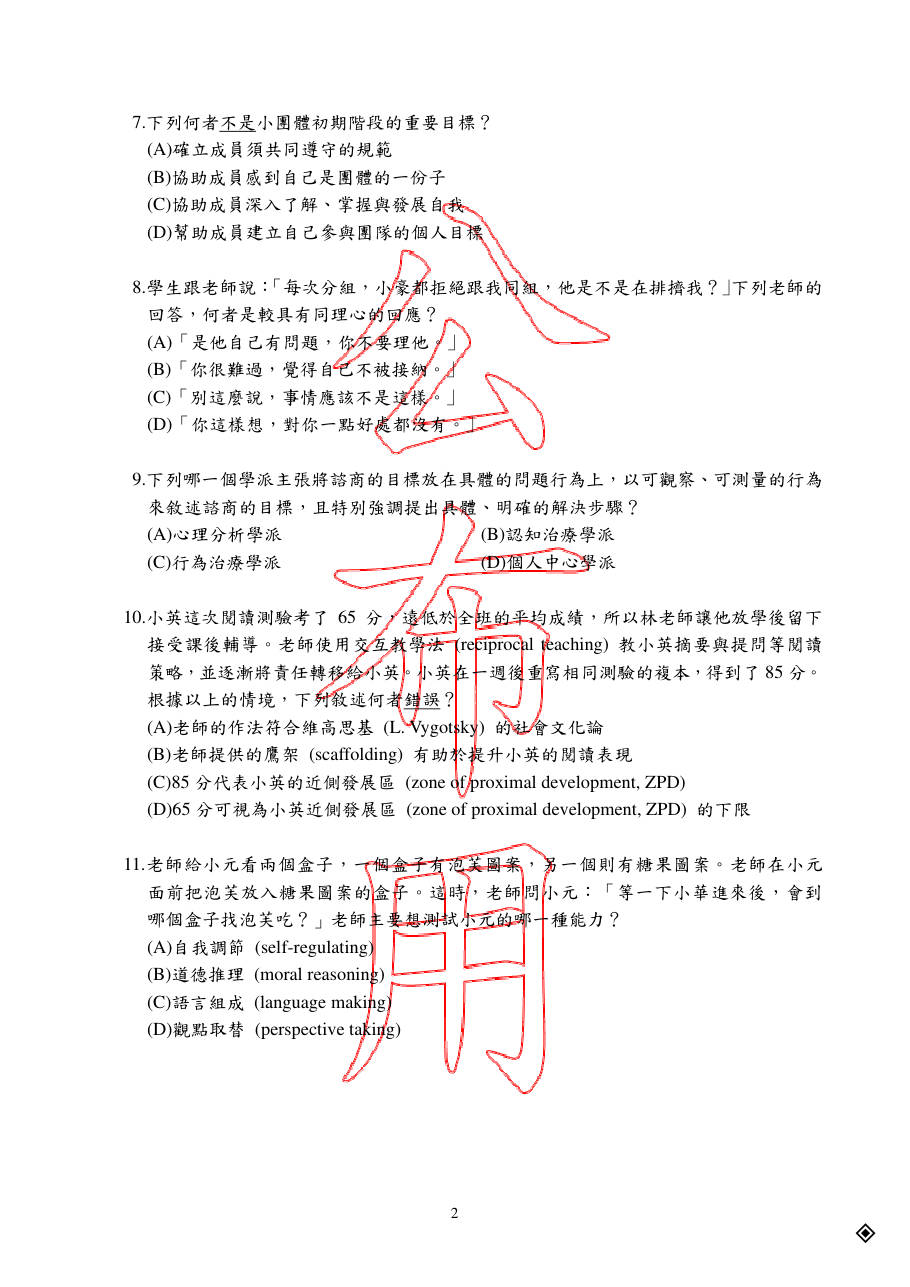 7.下列何者不是小團體初期階段的重要目標？
(A)確立成員須共同遵守的規範
(B)協助成員感到自己是團體的一份子
(C)協助成員深入了解、掌握與發展自我
(D)幫助成員建立自己參與團隊的個人目標
8.學生跟老師說：「每次分組，小豪都拒絕跟我同組，他是不是在排擠我？」下列老師的
回答，何者是較具有同理心的回應？
(A)「是他自己有問題，你不要理他。」
(B)「你很難過，覺得自己不被接納。」
(C)「別這麼說，事情應該不是這樣。」
(D)「你這樣想，對你一點好處都沒有。」
9.下列哪一個學派主張將諮商的目標放在具體的問題行為上，以可觀察、可測量的行為
來敘述諮商的目標，且特別強調提出具體、明確的解決步驟？
(A)心理分析學派 (B)認知治療學派
(C)行為治療學派 (D)個人中心學派
10.小英這次閱讀測驗考了 65 分，遠低於全班的平均成績，所以林老師讓他放學後留下
接受課後輔導。老師使用交互教學法 (reciprocal teaching) 教小英摘要與提問等閱讀
策略，並逐漸將責任轉移給小英。小英在一週後重寫相同測驗的複本，得到了 85 分。
根據以上的情境，下列敘述何者錯誤？
(A)老師的作法符合維高思基 (L. Vygotsky) 的社會文化論
(B)老師提供的鷹架 (scaffolding) 有助於提升小英的閱讀表現
(C)85 分代表小英的近側發展區 (zone of proximal development, ZPD)
(D)65 分可視為小英近側發展區 (zone of proximal development, ZPD) 的下限
11.老師給小元看兩個盒子，一個盒子有泡芙圖案，另一個則有糖果圖案。老師在小元
面前把泡芙放入糖果圖案的盒子。這時，老師問小元：「等一下小華進來後，會到
哪個盒子找泡芙吃？」老師主要想測試小元的哪一種能力？
(A)自我調節 (self-regulating)
(B)道德推理 (moral reasoning)
(C)語言組成 (language making)
(D)觀點取替 (perspective taking)
公布用
2